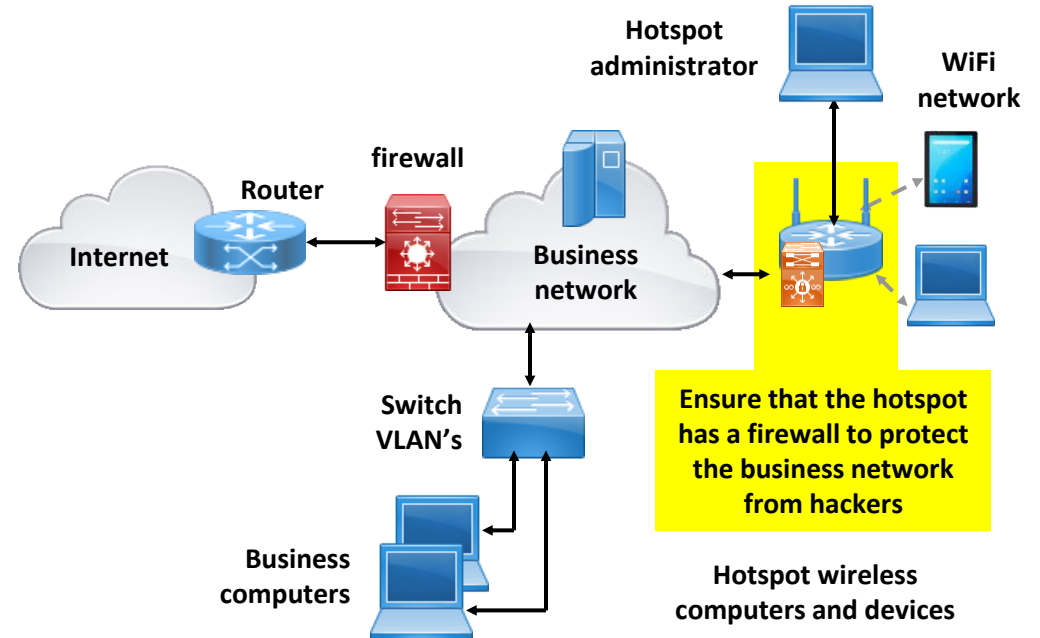 Hotspot
administrator
WiFi
network
firewall
Router
Internet
Business
network
Switch
VLAN's
Ensure that the hotspot
has a firewall to protect
the business network
from hackers
Business
computers
Hotspot wireless
computers and devices